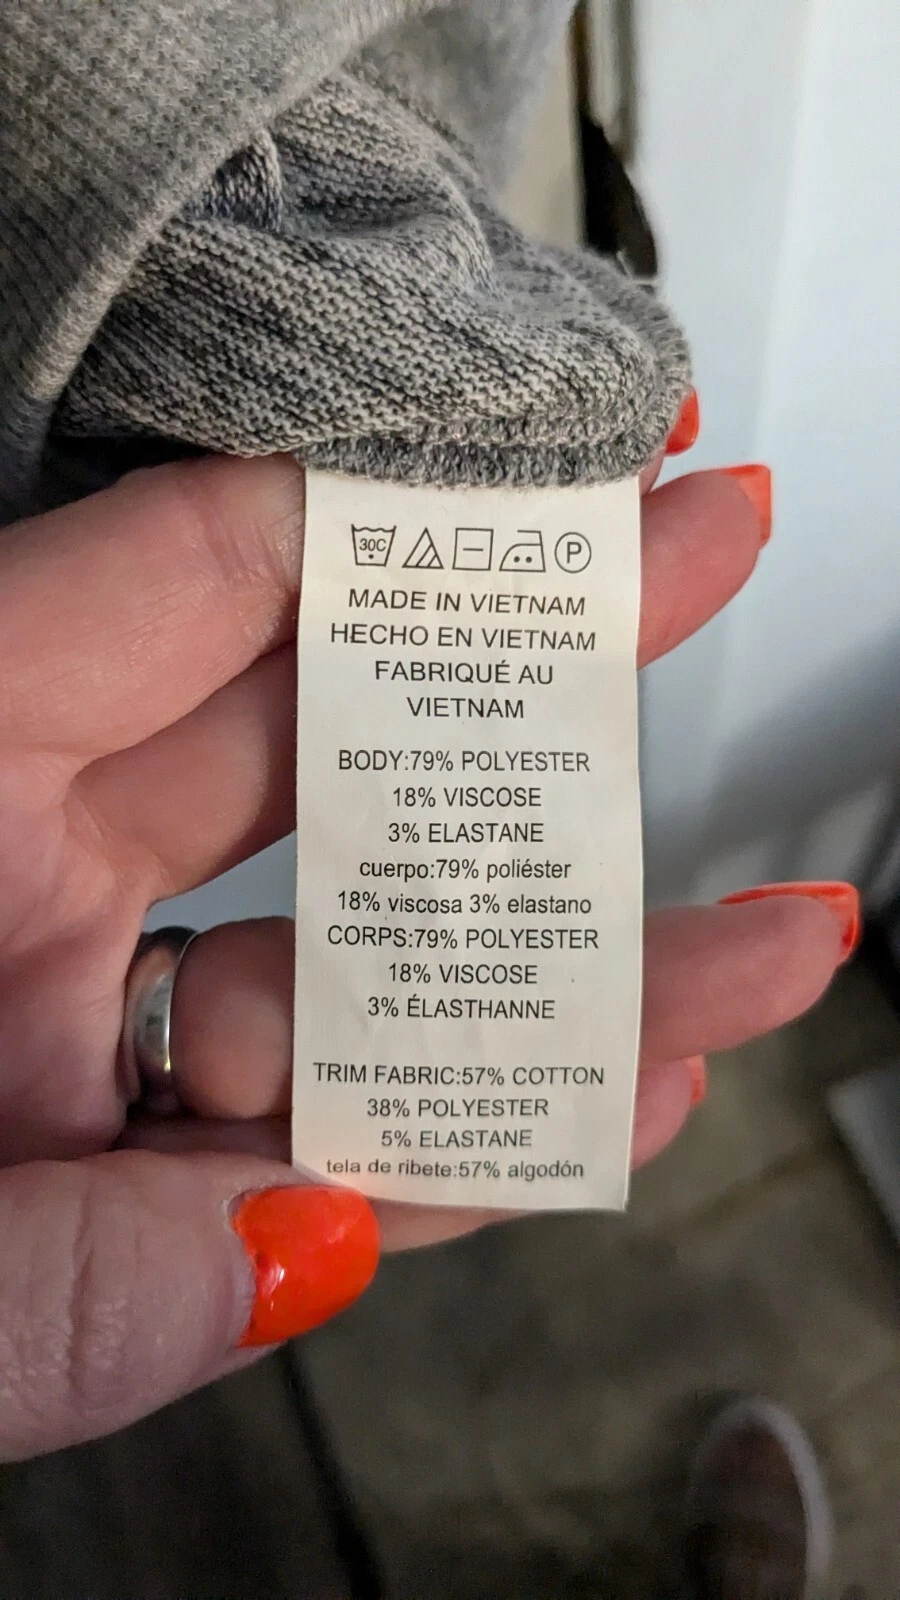 30C P
MADE IN VIETNAM
HECHO EN VIETNAM
FABRIQUÉ AU
VIETNAM
BODY:79% POLYESTER
18% VISCOSE
3% ELASTANE
cuerpo:79% poliéster
18% viscosa 3% elastano
CORPS:79% POLYESTER
18% VISCOSE
3% ÉLASTHANNE
TRIM FABRIC:57% COTTON
38% POLYESTER
5% ELASTANE
tela de ribete:57% algodón